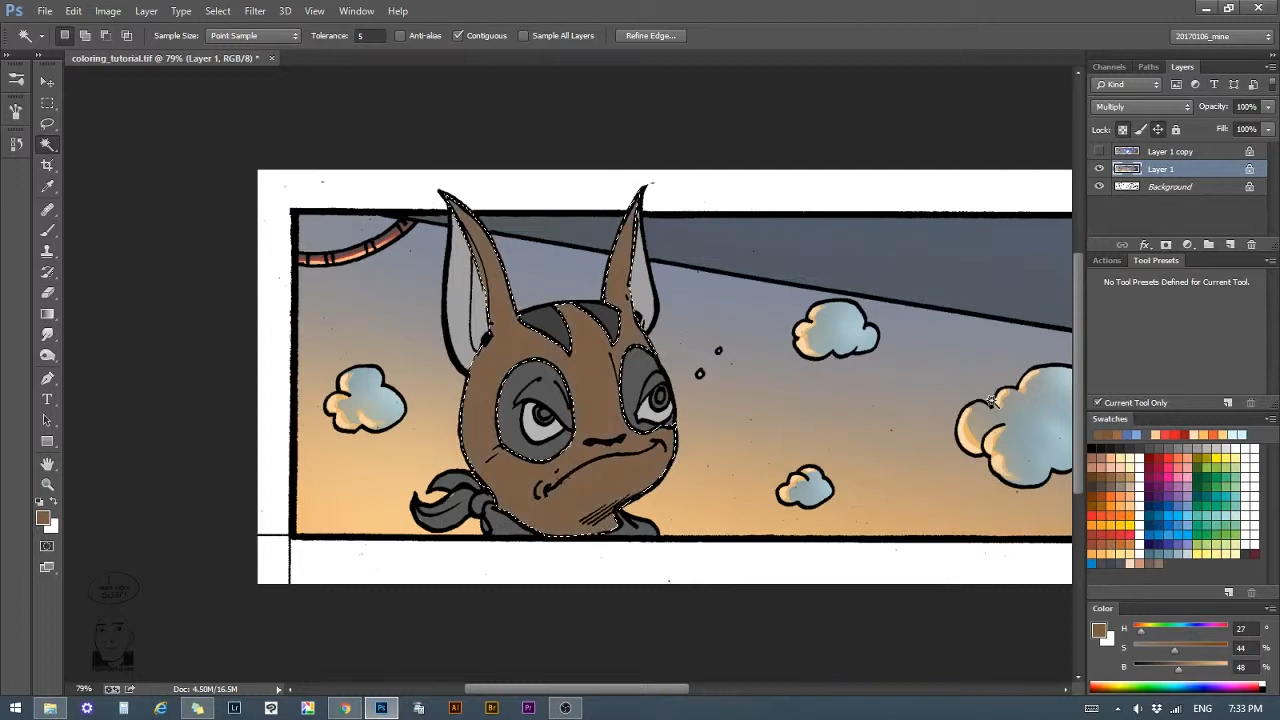 File Edit Image Layer Type Select Filter 3D View Window Help
Sample Size: Point Sample Tolerance: 5 Anti-alias Contiguous Sample All Layers Refine Edge... 20170106_mine
coloring_tutorial.tif @ 79% (Layer 1, RGB/8) *
Channels Paths Layers
Kind
Multiply Opacity: 100%
Lock: Fill: 100%
Layer 1 copy
Layer 1
Background
Actions Tool Presets
No Tool Presets Defined for Current Tool.
Current Tool Only
Swatches
Color
H 27 °
S 44 %
B 48 %
79% Doc: 4.50M/16.5M
ENG 7:33 PM